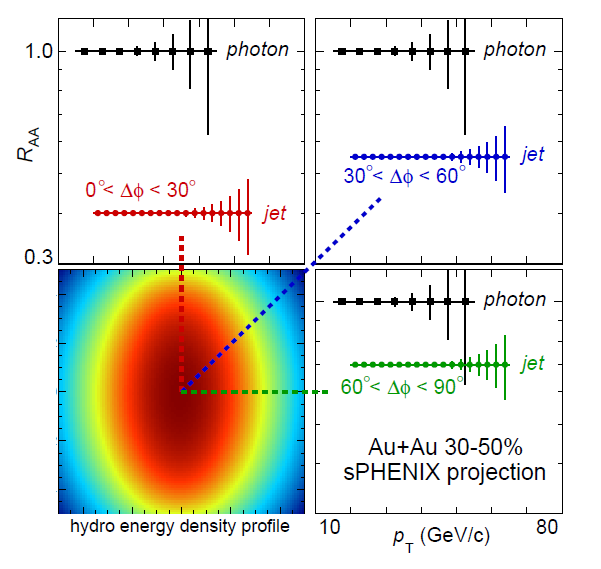 1.0
R_AA
0.3
photon
0°< Δϕ < 30°
jet
photon
jet
30°< Δϕ < 60°
photon
jet
60°< Δϕ < 90°
Au+Au 30-50%
sPHENIX projection
hydro energy density profile
10
p_T (GeV/c)
80